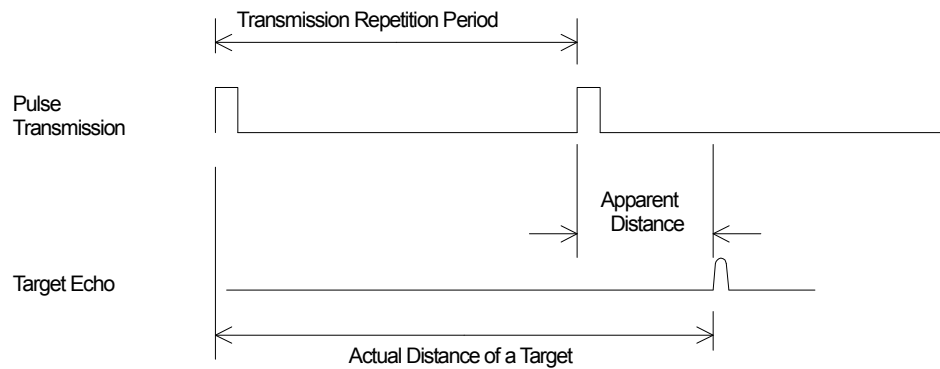 Transmission Repetition Period
Pulse
Transmission
Apparent
Distance
Target Echo
Actual Distance of a Target